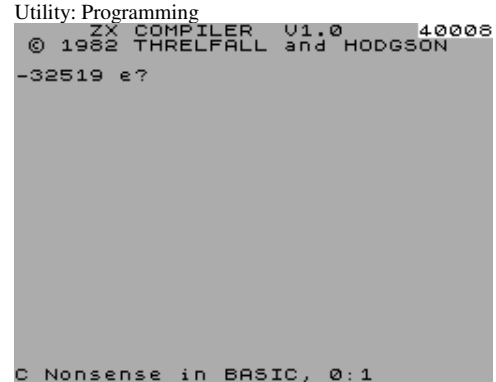 Utility: Programming
ZX COMPILER V1.0 40008
© 1982 THRELFALL and HODGSON
-32519 e?
C Nonsense in BASIC, 0:1